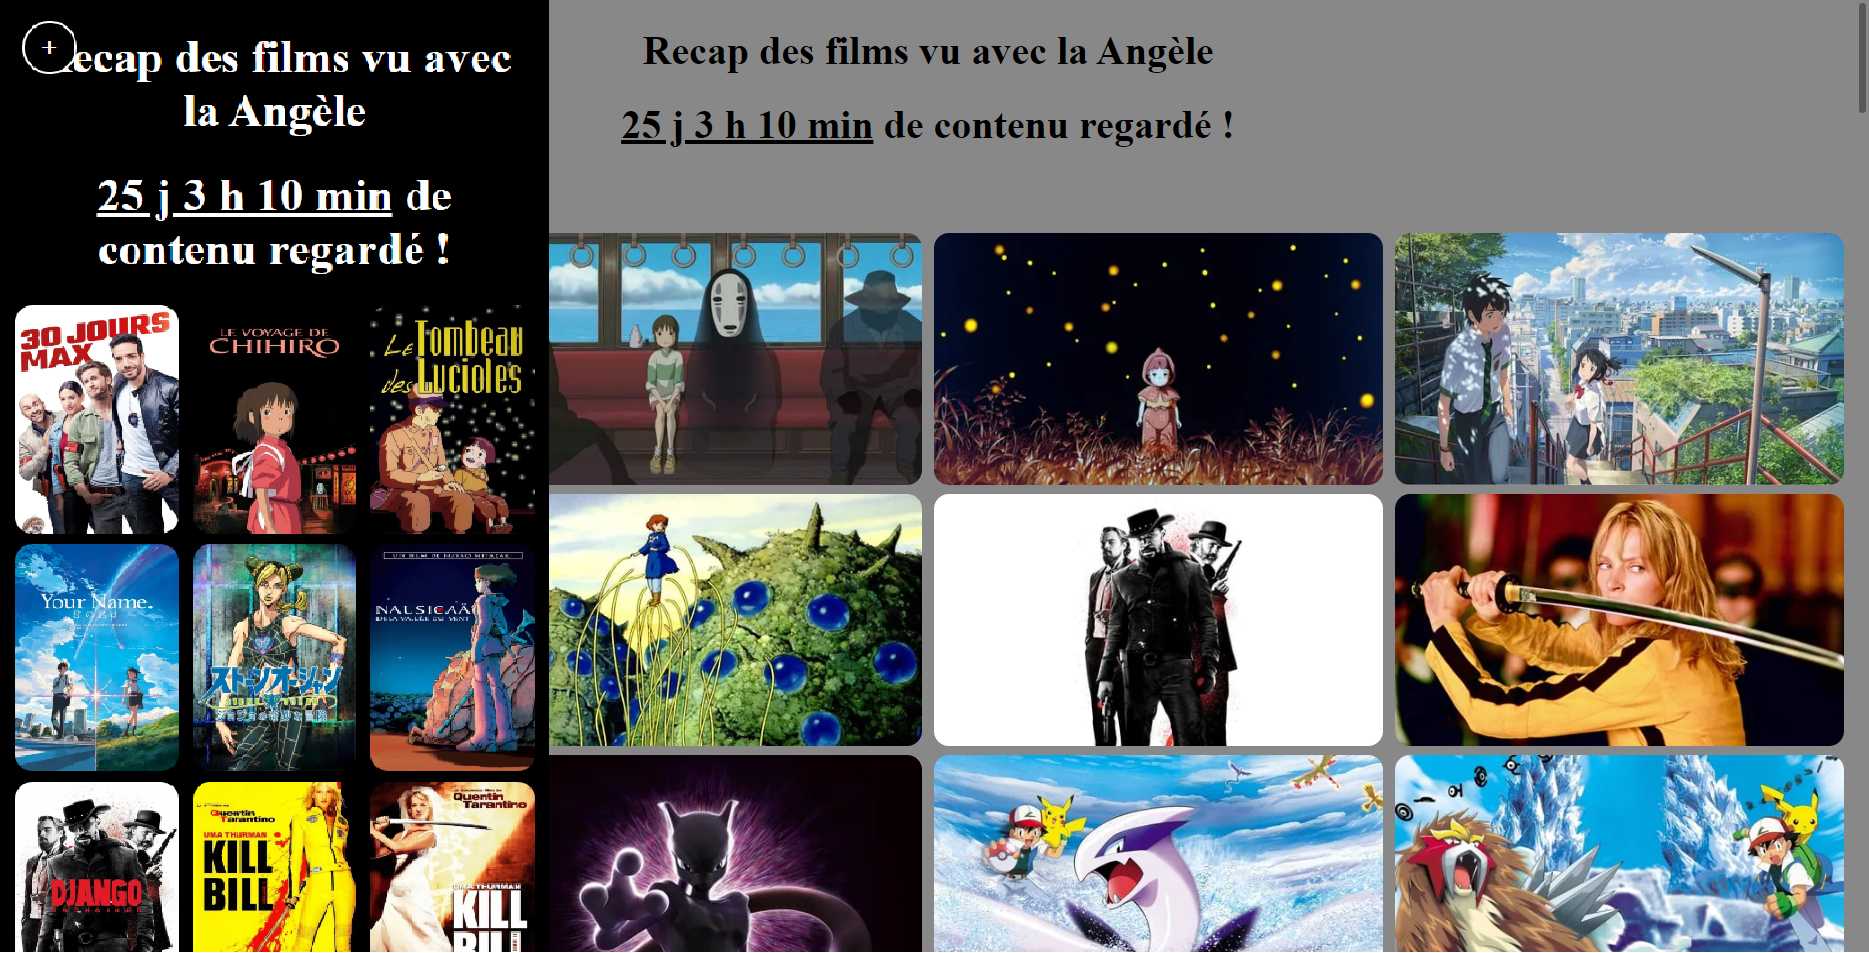 +
Recap des films vu avec
la Angèle
25 j 3 h 10 min de
contenu regardé !
Recap des films vu avec la Angèle
25 j 3 h 10 min de contenu regardé !
30 JOURS
MAX
LE VOYAGE DE
CHIHIRO
Le Tombeau
des Lucioles
Your Name.
ストーンオーシャン
NAUSICAÄ
DE LA VALLÉE DU VENT
DJANGO
UNCHAINED
Quentin
Tarantino
UMA THURMAN
KILL
BILL
Quentin
Tarantino
UMA THURMAN
KILL
BILL